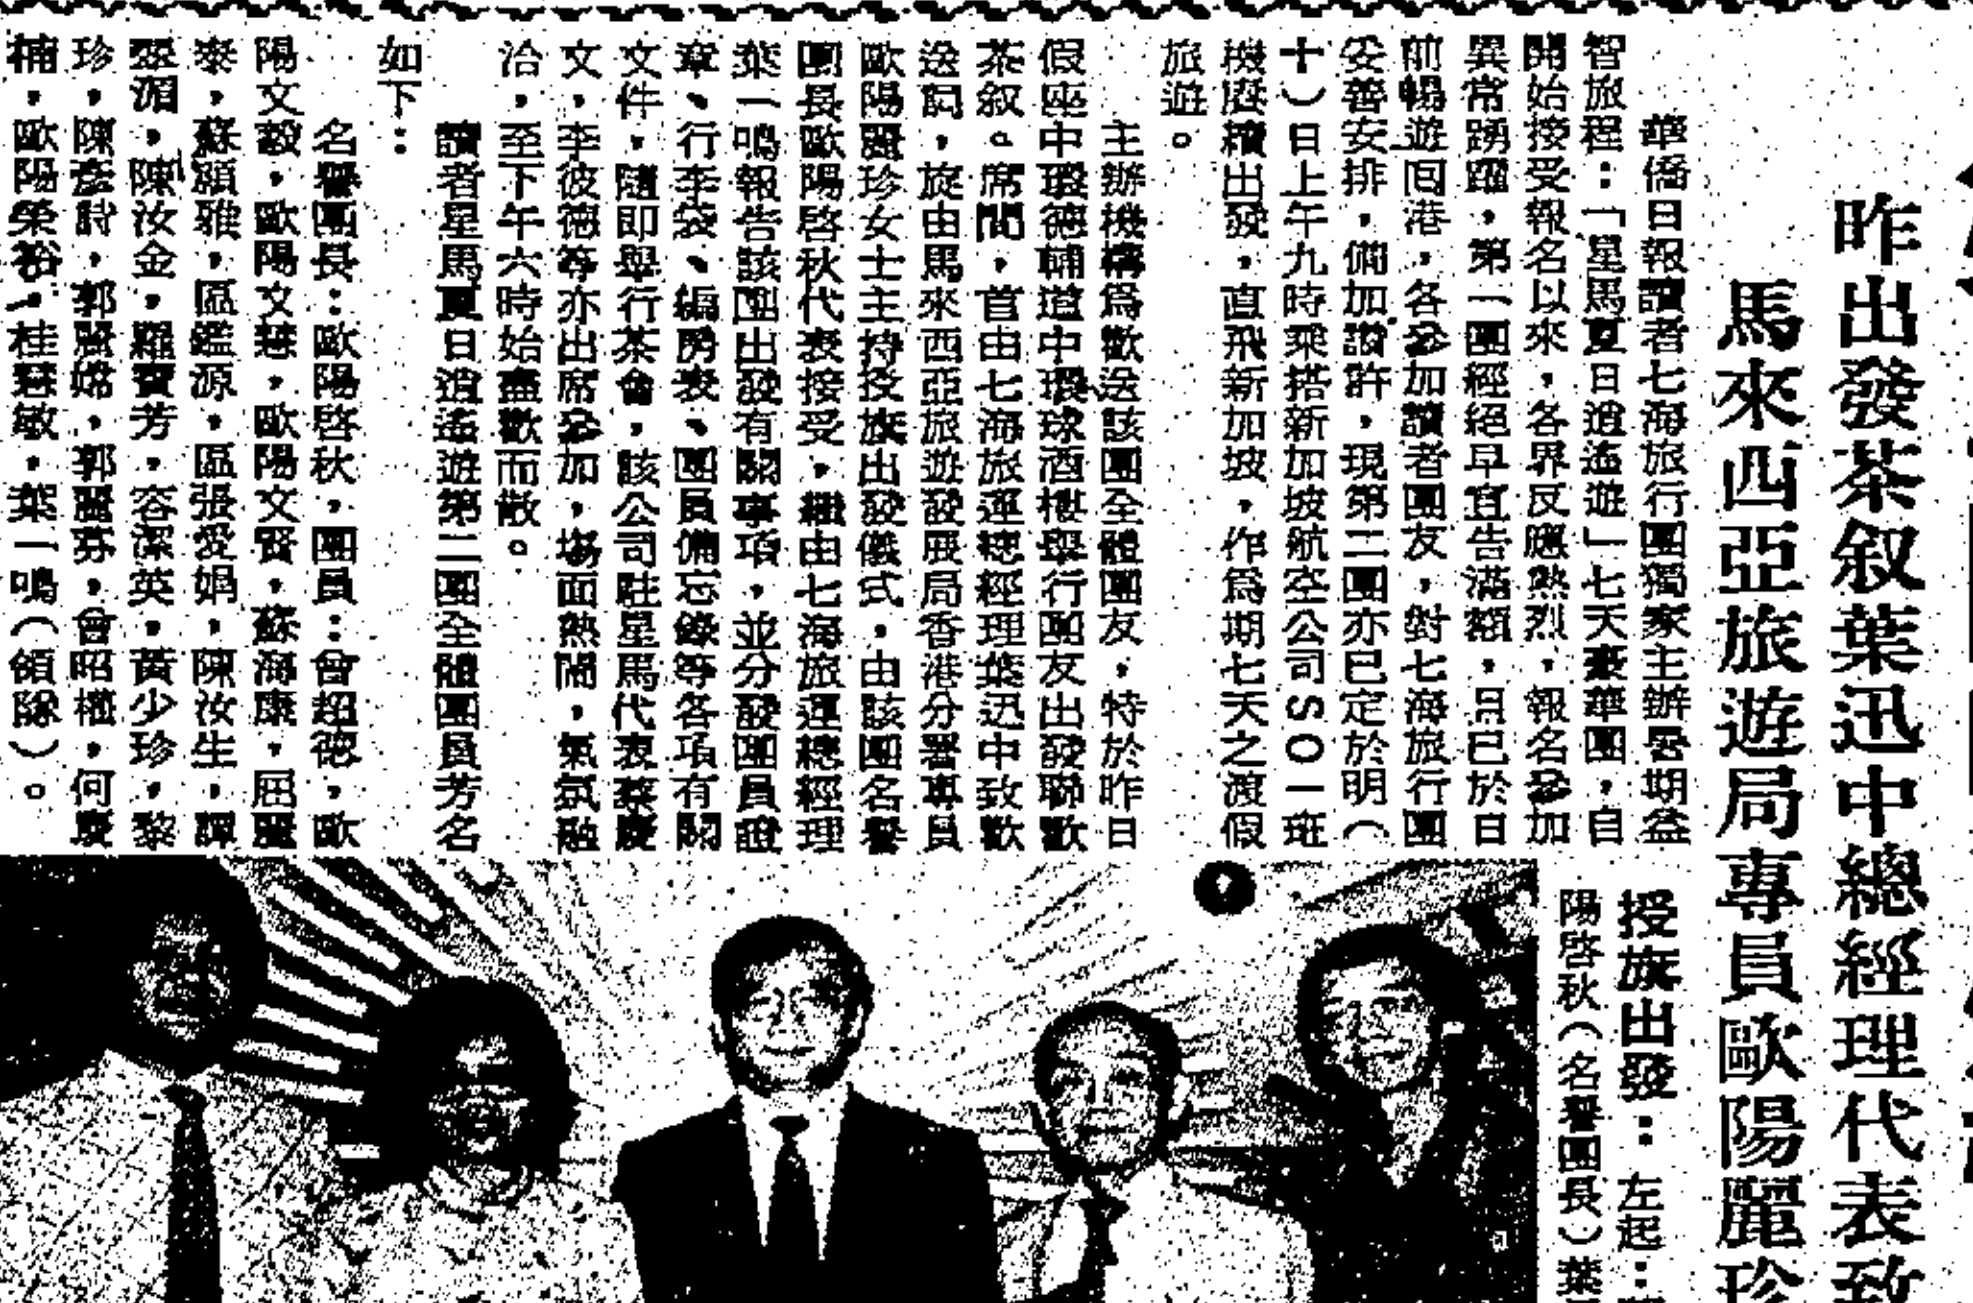 昨出發茶叙葉迅中總經理代表致
馬來西亞旅遊局專員歐陽麗珍
授旗出發：左起：
陽啓秋（名譽團長）葉
華僑日報讀者七海旅行團獨家主辦暑期益
智旅程：「星馬夏日逍遙遊」七天豪華團，自
開始接受報名以來，各界反應熱烈，報名參加
異常踴躍，第一團經絕早宣告滿額，且已於日
前暢遊囘港，各參加讀者團友，對七海旅行團
妥善安排，備加讚許，現第二團亦已定於明（
十）日上午九時乘搭新加坡航空公司SQ1班
機啓續出發，直飛新加坡，作爲期七天之渡假
旅遊。
主辦機構爲歡送該團全體團友，特於昨日
假座中環德輔道中環球酒樓舉行團友出發聯歡
茶叙。席間，首由七海旅運總經理葉迅中致歡
送詞，旋由馬來西亞旅遊發展局香港分署專員
歐陽麗珍女士主持授旗出發儀式，由該團名譽
團長歐陽啓秋代表接受，繼由七海旅運總經理
葉一鳴報告該團出發有關事項，並分發團員證
章、行李袋、編房表、團員備忘錄等各項有關
文件，隨即舉行茶會，該公司駐星馬代表蔡慶
文，李彼德等亦出席參加，塲面熱鬧，氣氛融
洽，至下午六時始盡歡而散。
讀者星馬夏日逍遙遊第二團全體團員芳名
如下：
名譽團長：歐陽啓秋，團員：曾超德，歐
陽文毅，歐陽文慧，歐陽文賢，蘇海康，屈麗
泰，蘇穎雅，區鑑源，區張愛娟，陳汝生，譚
翠湄，陳汝金，羅寶芳，容潔英，黃少珍，黎
珍，陳彥詩，郭嫦，郭麗芬，曾昭權，何慶
楠，歐陽榮裕，桂慧敏，葉一鳴（領隊）。